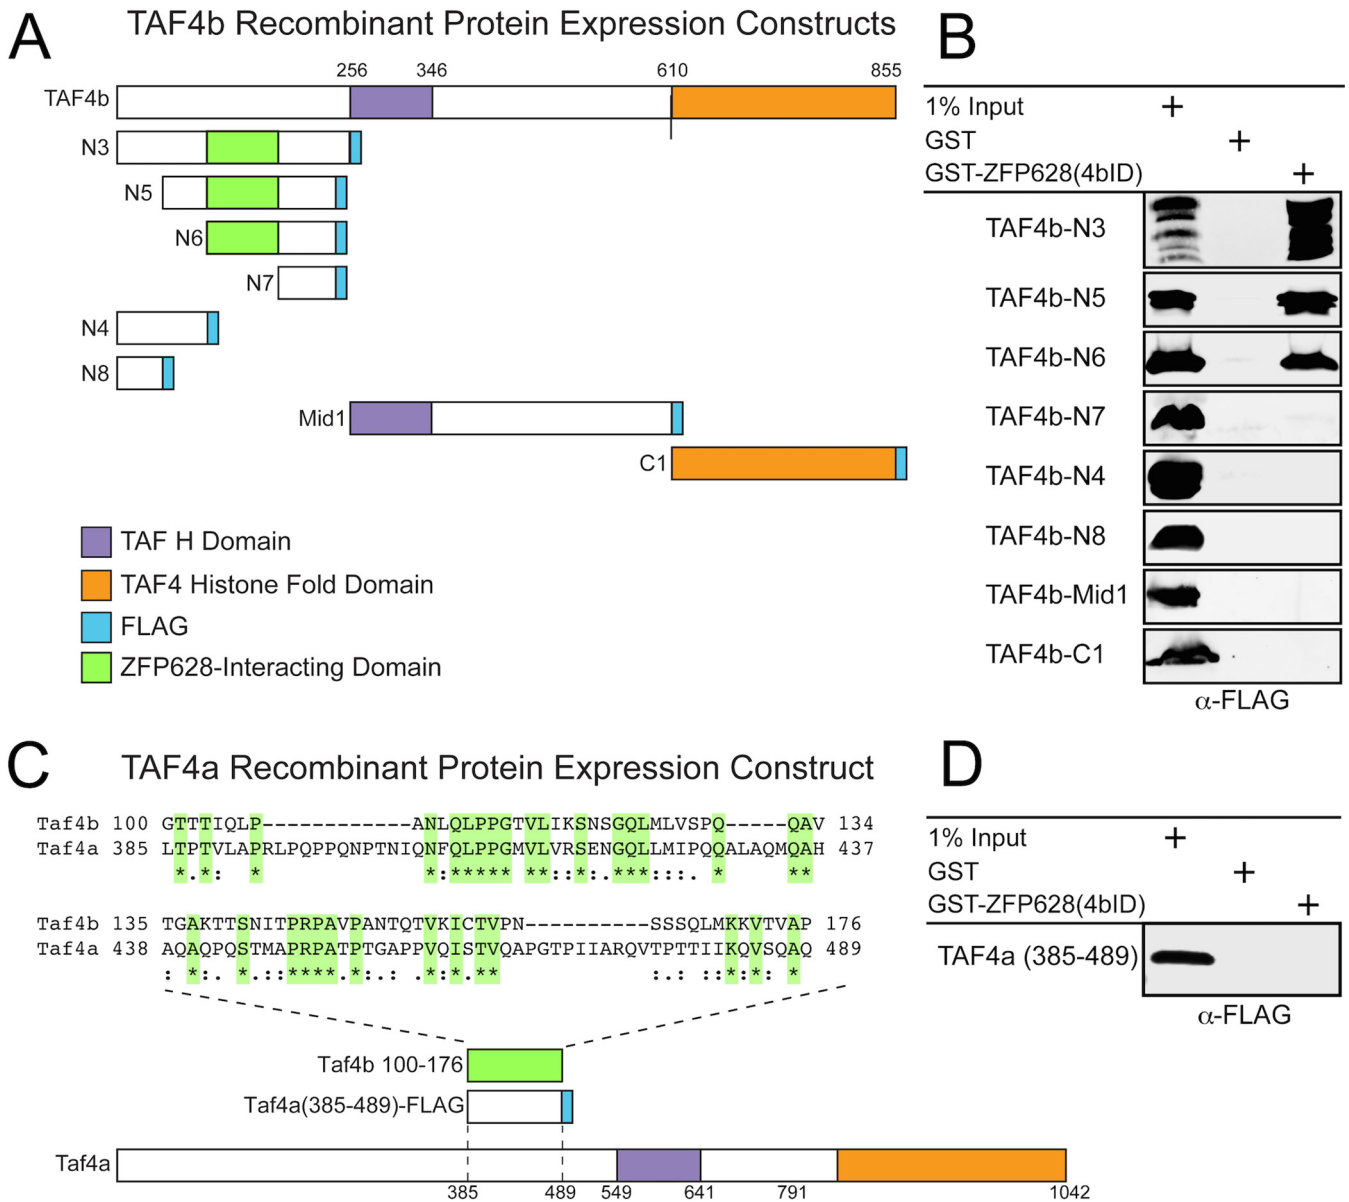 A
TAF4b Recombinant Protein Expression Constructs
256 346 610 855
TAF4b
N3
N5
N6
N7
N4
N8
Mid1
C1
TAF H Domain
TAF4 Histone Fold Domain
FLAG
ZFP628-Interacting Domain
B
1% Input +
GST +
GST-ZFP628(4bID) +
TAF4b-N3
TAF4b-N5
TAF4b-N6
TAF4b-N7
TAF4b-N4
TAF4b-N8
TAF4b-Mid1
TAF4b-C1
α-FLAG
C
TAF4a Recombinant Protein Expression Construct
Taf4b 100 GTTTIQLP------------ANLQLPPGTVLIKSNSGQLMLVSPQ-----QAV 134
Taf4a 385 LTPTVLAPRLPQPPQNPTNIQNFQLPPGMVLVRSENGQLLMIPQQALAQMQAH 437
*.*: * *:***** **::*:.***:::. * **
Taf4b 135 TGAKTTSNITPRPAVPANTQTVKICTVPN----------SSSQLMKKVTVAP 176
Taf4a 438 AQAQPQSTMAPRPATPTGAPPVQISTVQAPGTPIIARQVTPTTIIKQVSQAQ 489
: *:. *.::****.*.:. .*:* ** :. ::*:*: *
Taf4b 100-176
Taf4a(385-489)-FLAG
Taf4a
385 489 549 641 791 1042
D
1% Input +
GST +
GST-ZFP628(4bID) +
TAF4a (385-489)
α-FLAG